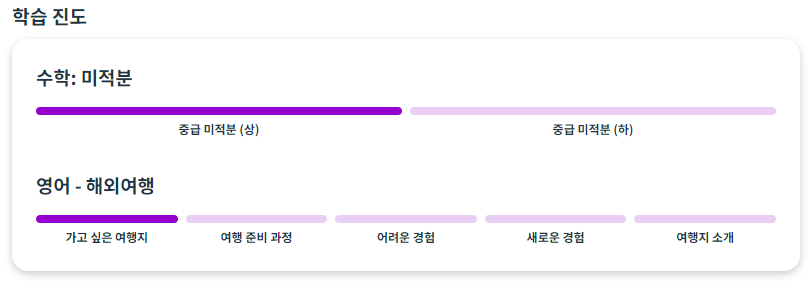 학습 진도
수학: 미적분
중급 미적분 (상) 중급 미적분 (하)
영어 - 해외여행
가고 싶은 여행지 여행 준비 과정 어려운 경험 새로운 경험 여행지 소개